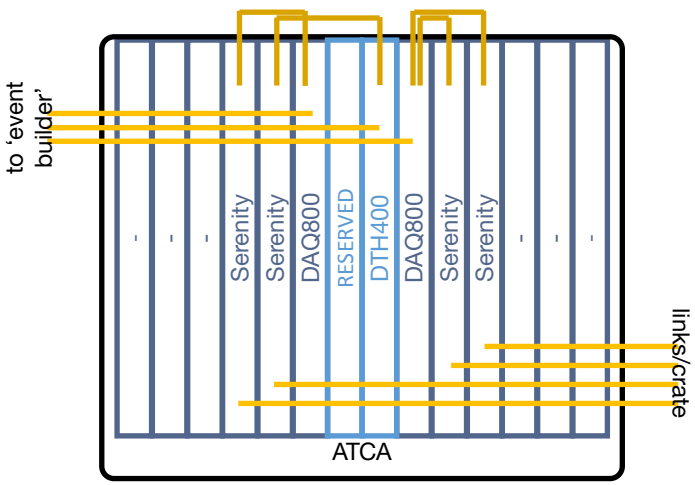 to 'event
builder'
-
-
-
Serenity
Serenity
DAQ800
RESERVED
DTH400
DAQ800
Serenity
Serenity
-
-
-
links/crate
ATCA